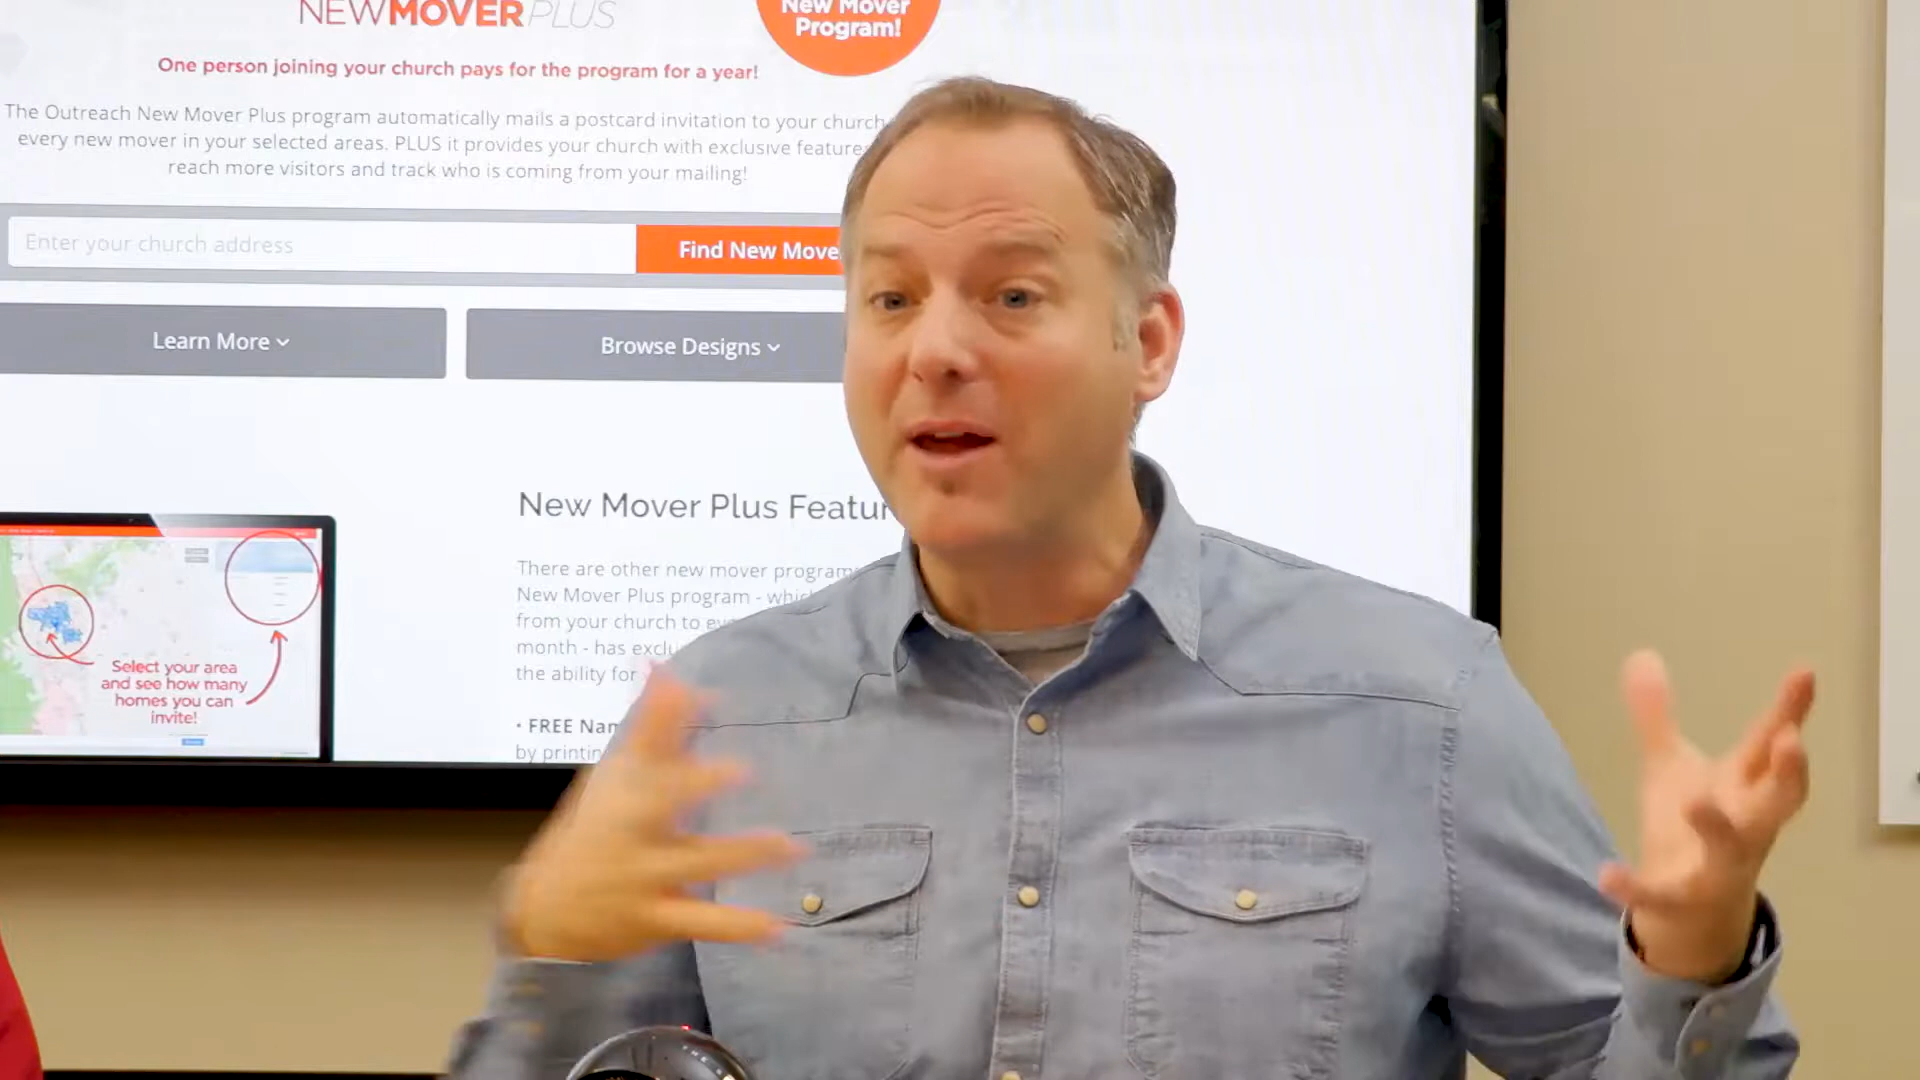 NEWMOVERPLUS
New Mover
Program!
One person joining your church pays for the program for a year!
The Outreach New Mover Plus program automatically mails a postcard invitation to your church
every new mover in your selected areas. PLUS it provides your church with exclusive feature
reach more visitors and track who is coming from your mailing!
Enter your church address
Find New Move
Learn More
Browse Designs
New Mover Plus Featur
There are other new mover program
New Mover Plus program - whic
from your church to ev
month - has exclu
the ability for
• FREE Nam
by printin
Select your area
and see how many
homes you can
invite!